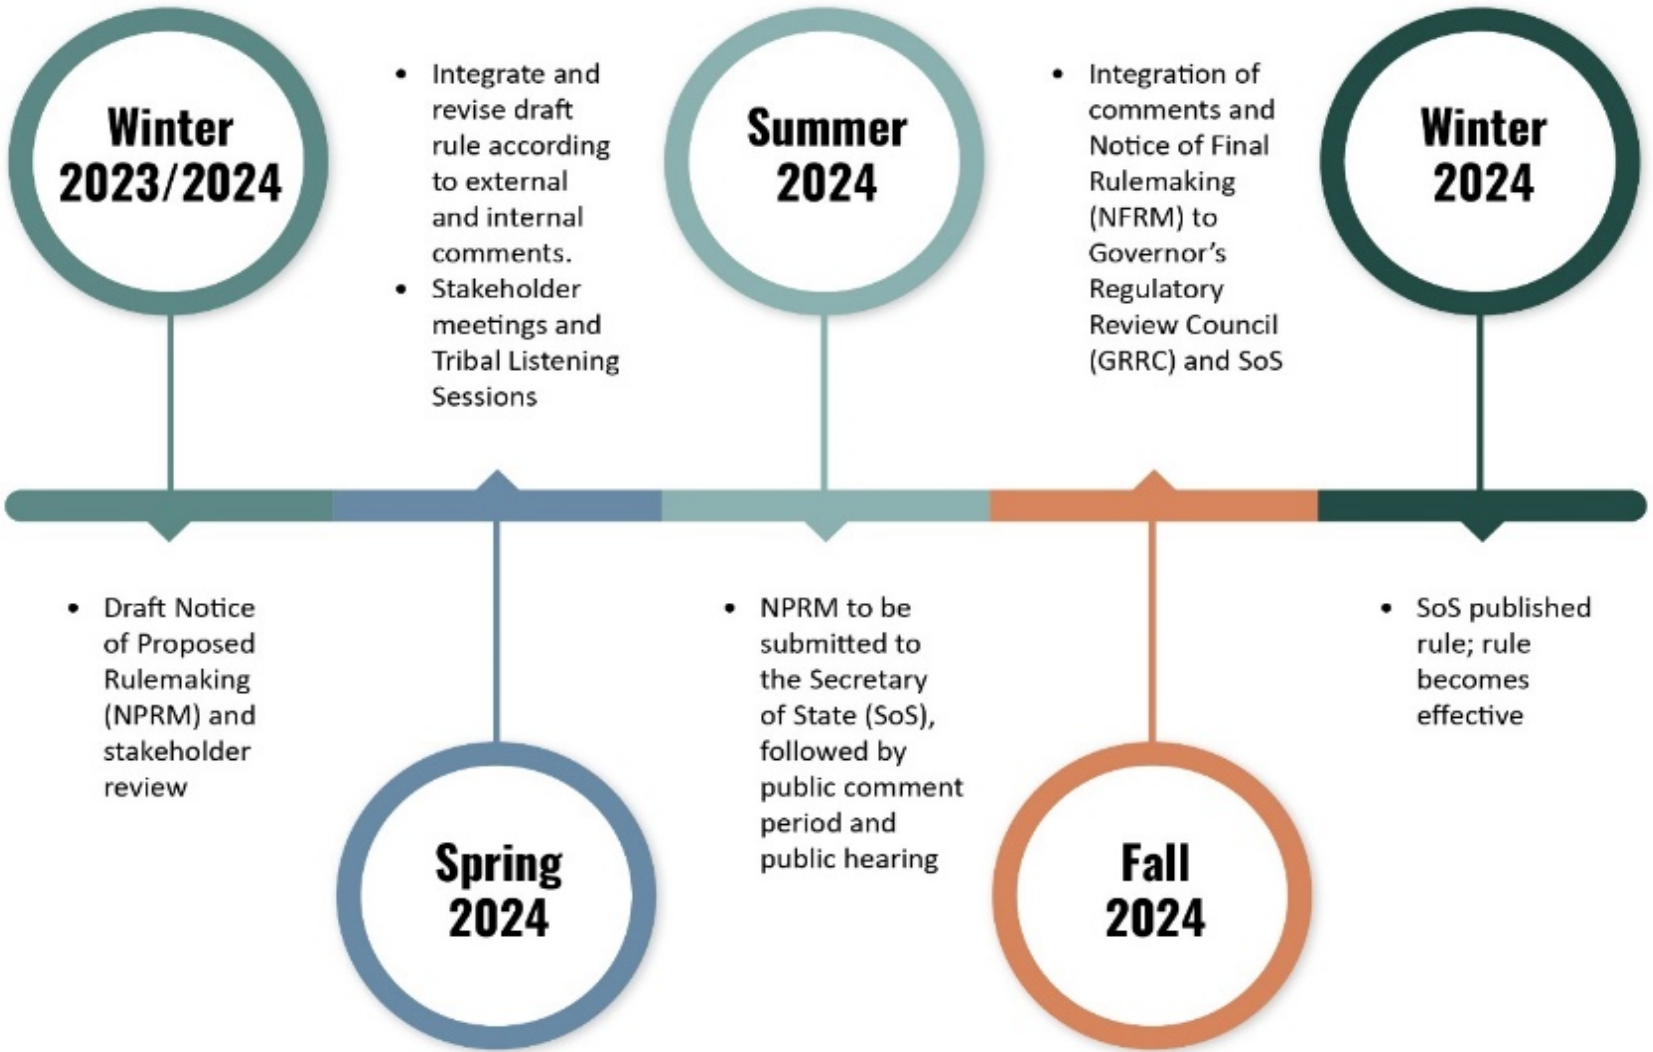 Winter
2023/2024
• Draft Notice
of Proposed
Rulemaking
(NPRM) and
stakeholder
review
• Integrate and
revise draft
rule according
to external
and internal
comments.
• Stakeholder
meetings and
Tribal Listening
Sessions
Spring
2024
Summer
2024
• NPRM to be
submitted to
the Secretary
of State (SoS),
followed by
public comment
period and
public hearing
• Integration of
comments and
Notice of Final
Rulemaking
(NFRM) to
Governor’s
Regulatory
Review Council
(GRRC) and SoS
Fall
2024
Winter
2024
• SoS published
rule; rule
becomes
effective